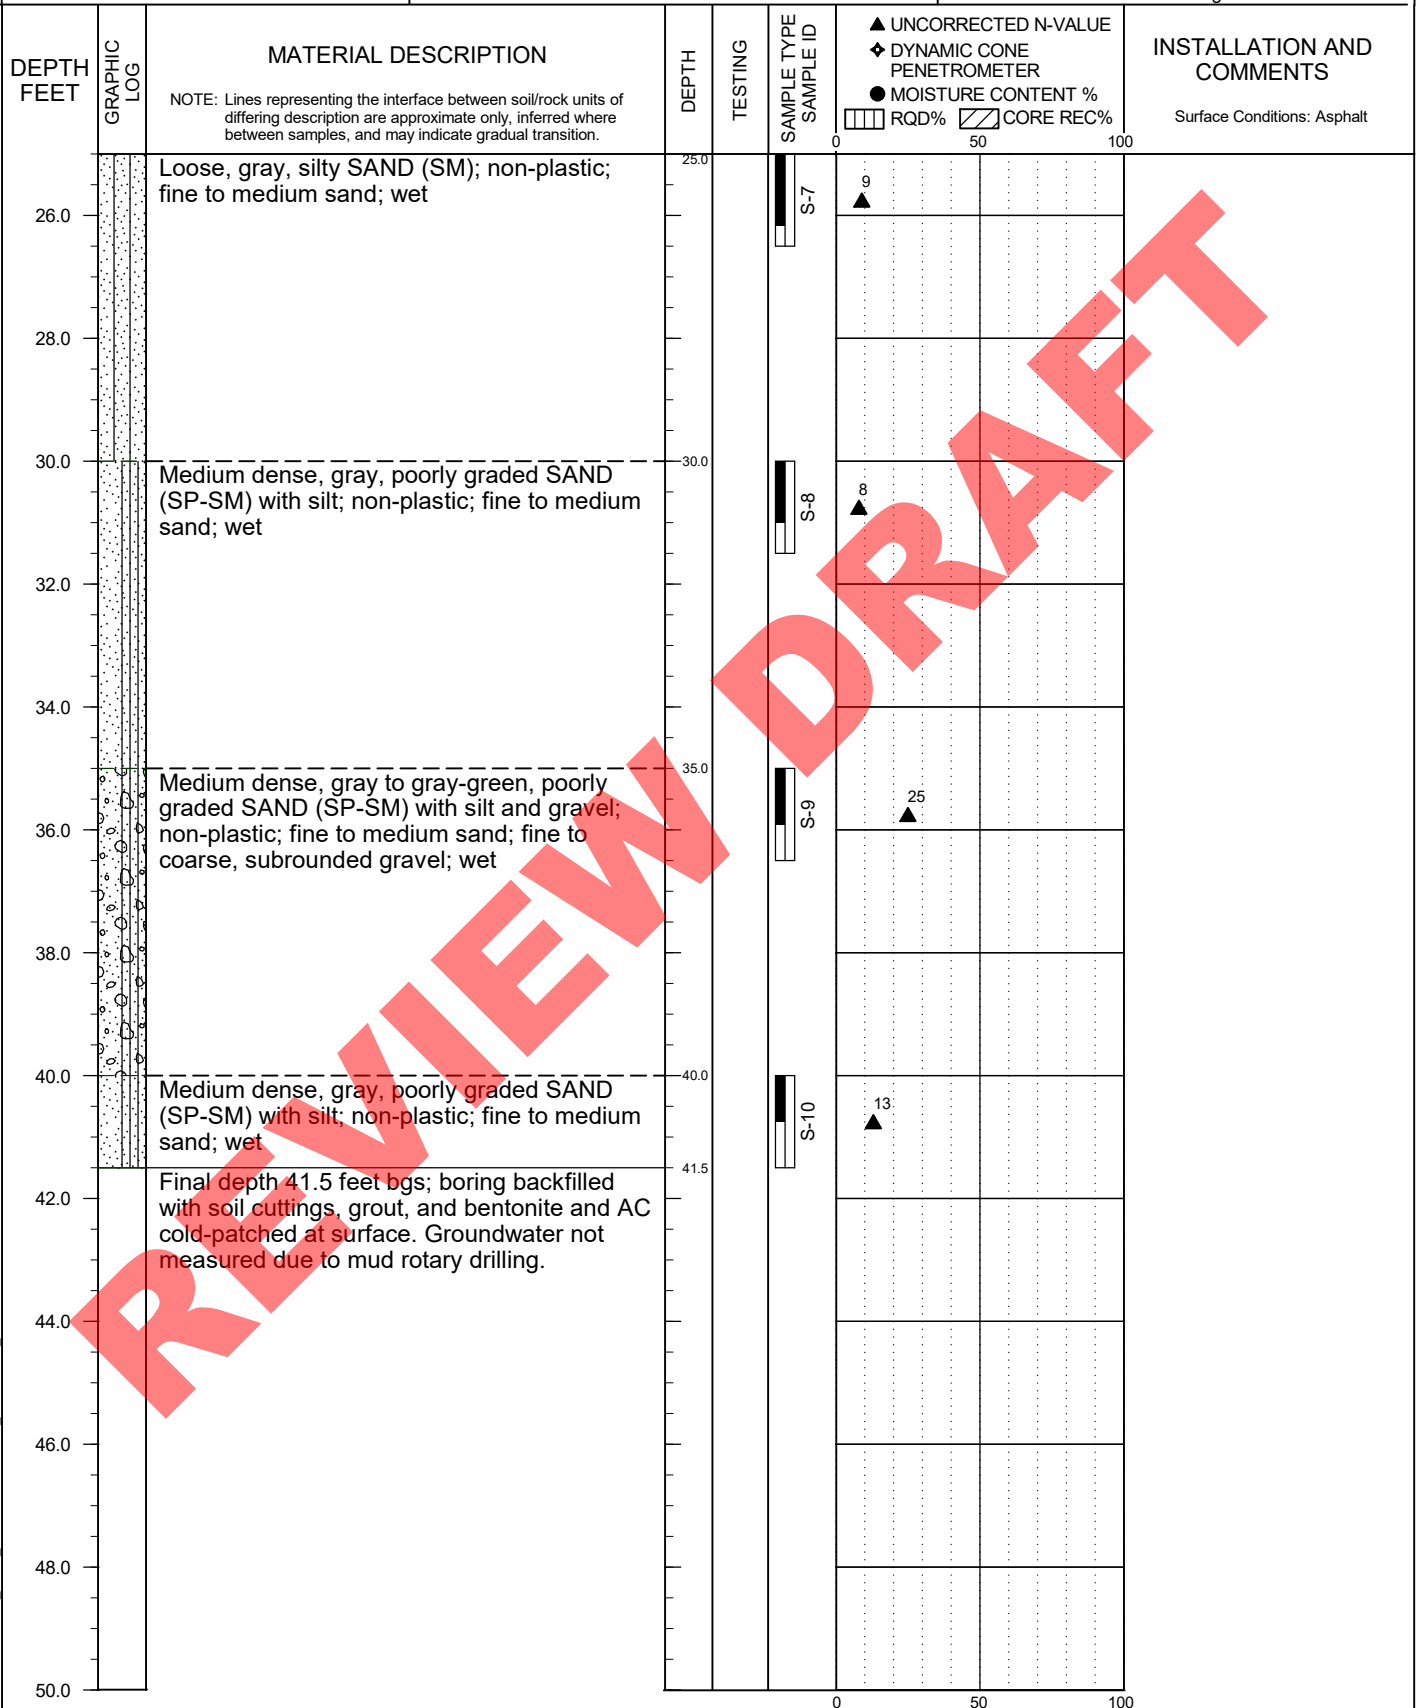 DEPTH
FEET
GRAPHIC
LOG
MATERIAL DESCRIPTION
NOTE: Lines representing the interface between soil/rock units of
differing description are approximate only, inferred where
between samples, and may indicate gradual transition.
DEPTH
TESTING
SAMPLE TYPE
SAMPLE ID
▲ UNCORRECTED N-VALUE
DYNAMIC CONE
PENETROMETER
● MOISTURE CONTENT %
RQD% CORE REC%
0 50 100
INSTALLATION AND
COMMENTS
Surface Conditions: Asphalt
Loose, gray, silty SAND (SM); non-plastic;
fine to medium sand; wet
25.0
S-7
9
26.0
28.0
30.0
Medium dense, gray, poorly graded SAND
(SP-SM) with silt; non-plastic; fine to medium
sand; wet
30.0
S-8
8
32.0
34.0
Medium dense, gray to gray-green, poorly
graded SAND (SP-SM) with silt and gravel;
non-plastic; fine to medium sand; fine to
coarse, subrounded gravel; wet
35.0
S-9
25
36.0
38.0
40.0
Medium dense, gray, poorly graded SAND
(SP-SM) with silt; non-plastic; fine to medium
sand; wet
40.0
S-10
13
41.5
Final depth 41.5 feet bgs; boring backfilled
with soil cuttings, grout, and bentonite and AC
cold-patched at surface. Groundwater not
measured due to mud rotary drilling.
42.0
44.0
46.0
48.0
50.0
0 50 100
REVIEW DRAFT